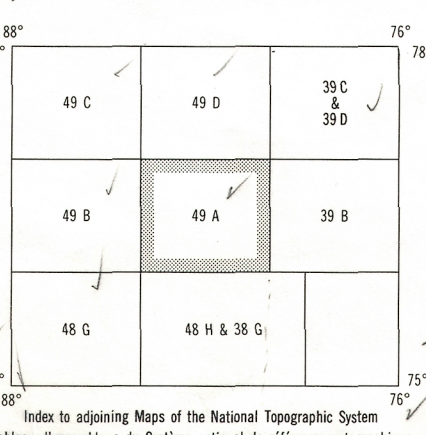 88° 76°
78
49 C 49 D 39 C
&
39 D
49 B 49 A 39 B
48 G 48 H & 38 G
75°
88° 76°
Index to adjoining Maps of the National Topographic System